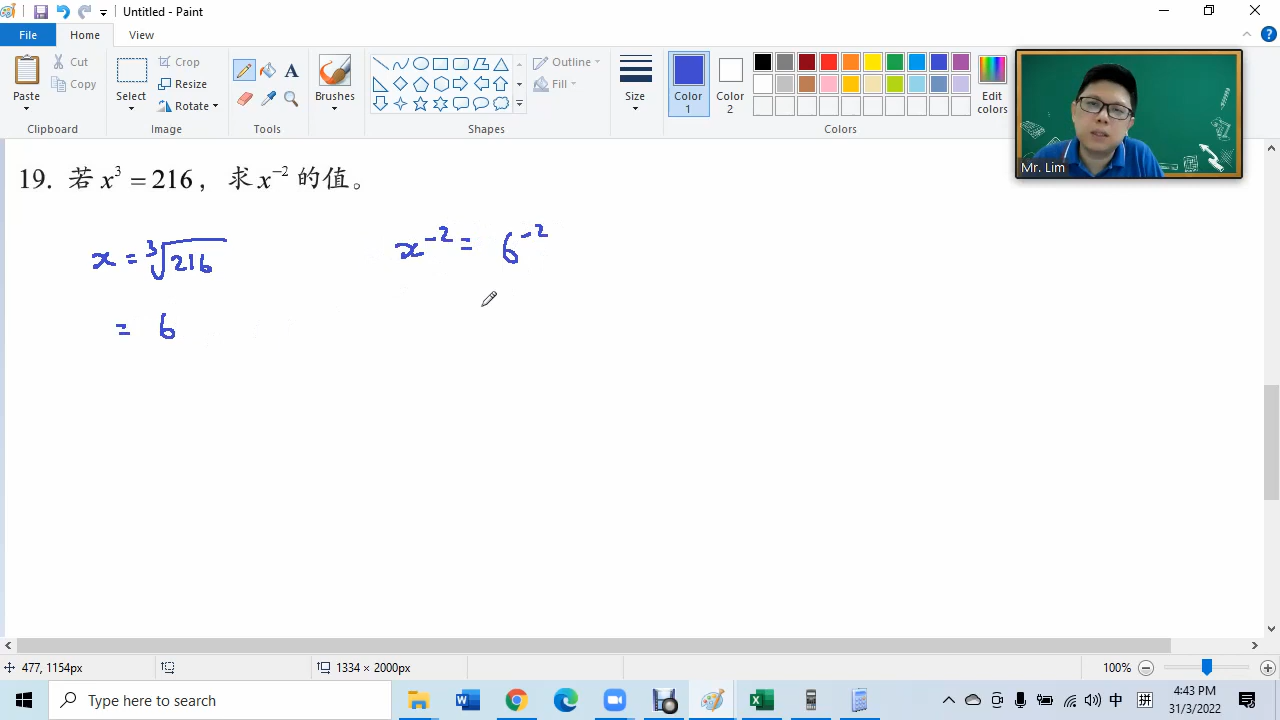 Untitled - Paint
File Home View
Paste Cut Copy
Select Crop Resize Rotate
Brushes
Outline Fill
Size
Color 1
Color 2
Edit colors
Clipboard Image Tools Shapes Colors
Mr. Lim
19. 若 x³ = 216， 求 x⁻² 的值。
x = ³√216
x⁻² = 6⁻²
= 6
477, 1154px
1334 × 2000px
100%
Type here to search
中 拼
4:43 PM
31/3/2022